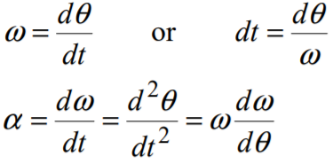 ω = dθ/dt or dt = dθ/ω
α = dω/dt = d²θ/dt² = ω dω/dθ